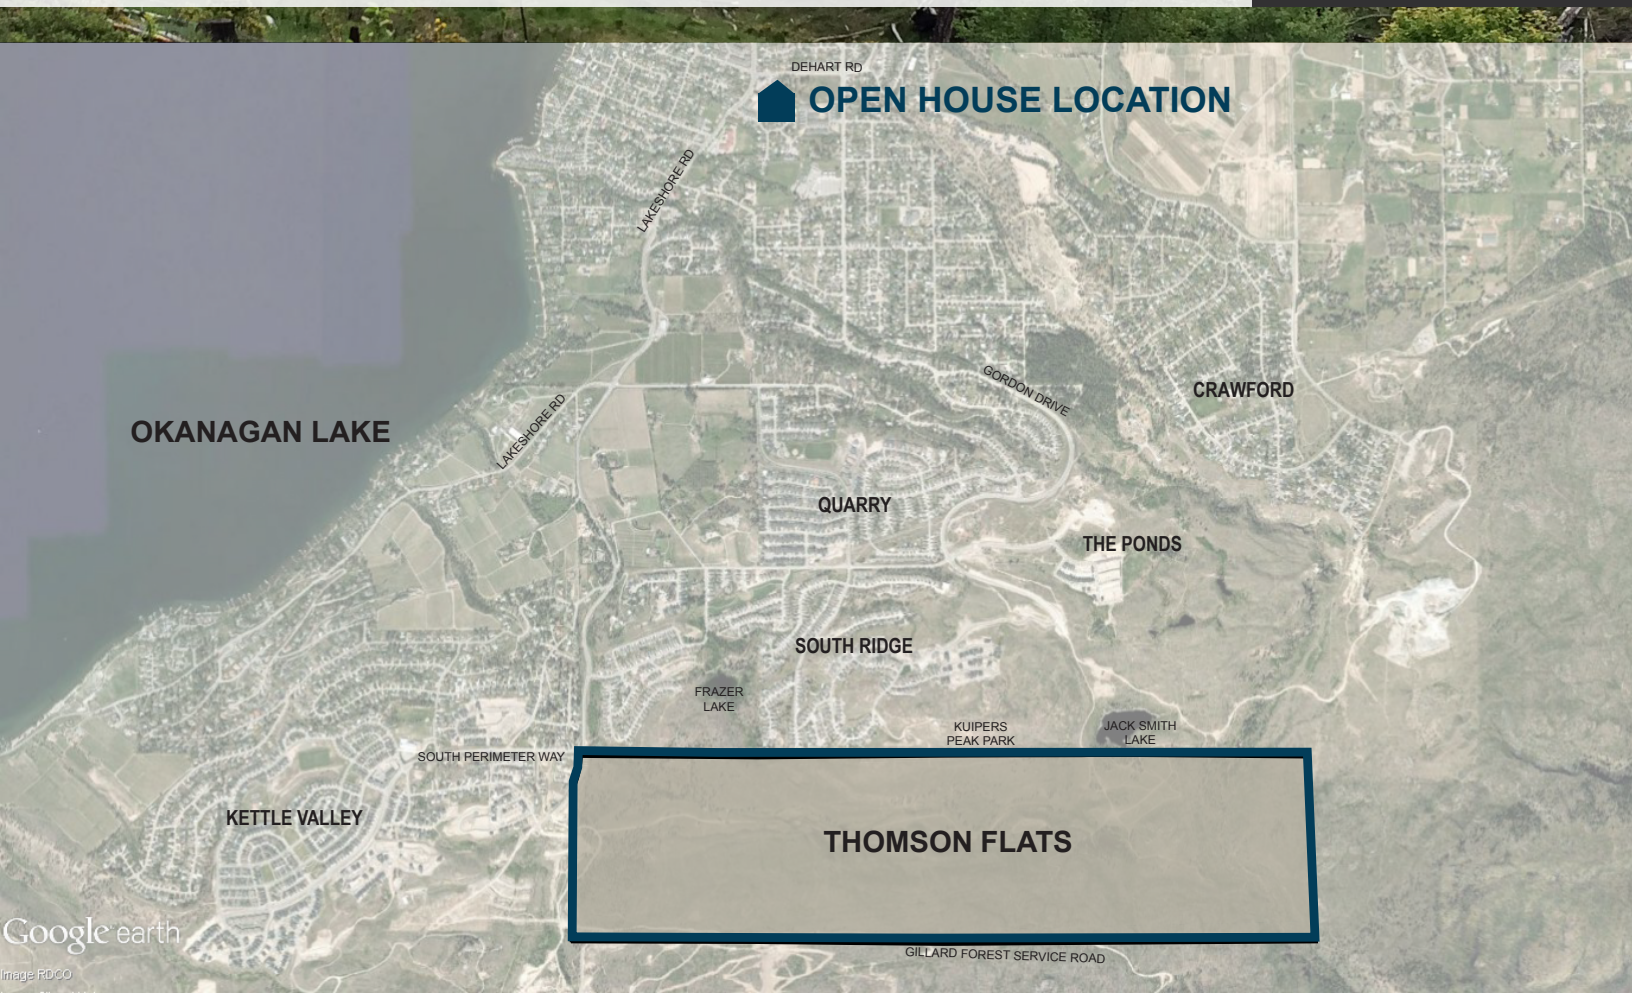 DEHART RD
OPEN HOUSE LOCATION
LAKESHORE RD
GORDON DRIVE
CRAWFORD
LAKESHORE RD
OKANAGAN LAKE
QUARRY
THE PONDS
SOUTH RIDGE
FRAZER
LAKE
KUIPERS
PEAK PARK
JACK SMITH
LAKE
SOUTH PERIMETER WAY
KETTLE VALLEY
THOMSON FLATS
Google earth
GILLARD FOREST SERVICE ROAD
Image RDCO